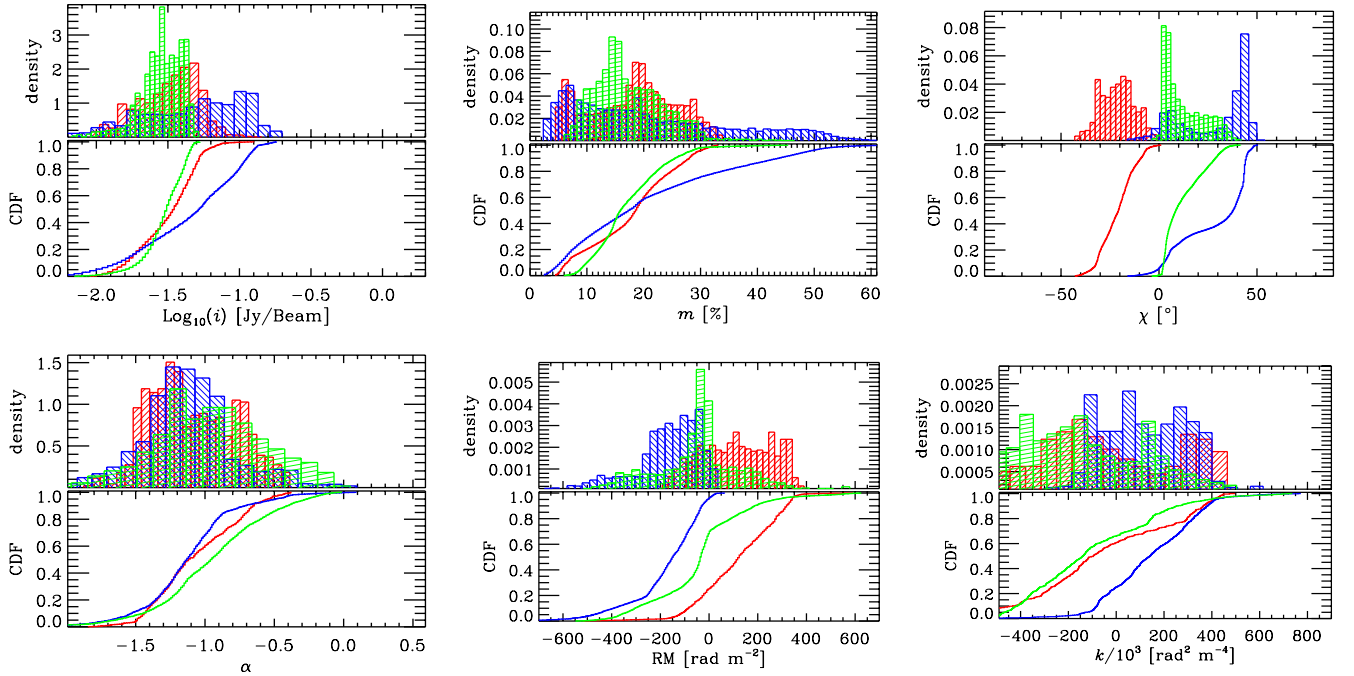 density
3
2
1
CDF
1.0
0.8
0.6
0.4
0.2
0.0
−2.0 −1.5 −1.0 −0.5 0.0
Log₁₀(i) [Jy/Beam]
density
0.10
0.08
0.06
0.04
0.02
CDF
1.0
0.8
0.6
0.4
0.2
0.0
0 10 20 30 40 50 60
m [%]
density
0.08
0.06
0.04
0.02
CDF
1.0
0.8
0.6
0.4
0.2
0.0
−50 0 50
χ [°]
density
1.5
1.0
0.5
CDF
1.0
0.8
0.6
0.4
0.2
0.0
−1.5 −1.0 −0.5 0.0
α
density
0.005
0.004
0.003
0.002
0.001
CDF
1.0
0.8
0.6
0.4
0.2
0.0
−600 −400 −200 0 200 400 600
RM [rad m⁻²]
density
0.0025
0.0020
0.0015
0.0010
0.0005
CDF
1.0
0.8
0.6
0.4
0.2
0.0
−400 −200 0 200 400 600 800
k/10³ [rad² m⁻⁴]